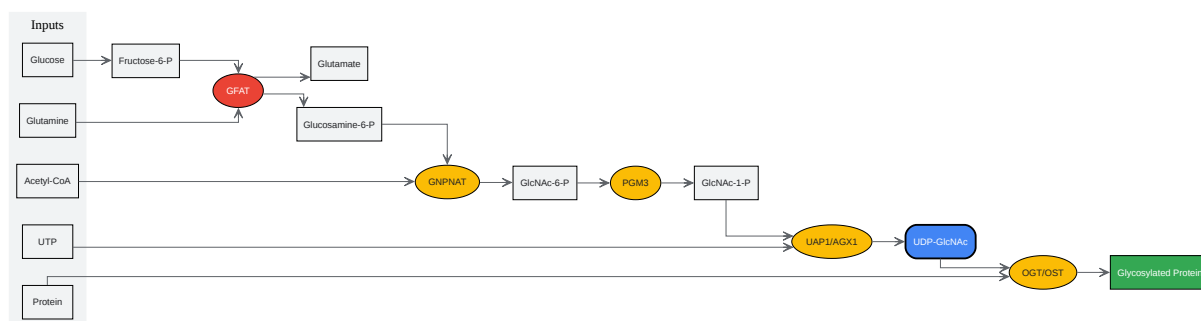 Inputs
Glucose
Fructose-6-P
Glutamate
GFAT
Glutamine
Glucosamine-6-P
Acetyl-CoA
GNPNAT
GlcNAc-6-P
PGM3
GlcNAc-1-P
UTP
UAP1/AGX1
UDP-GlcNAc
OGT/OST
Glycosylated Protein
Protein